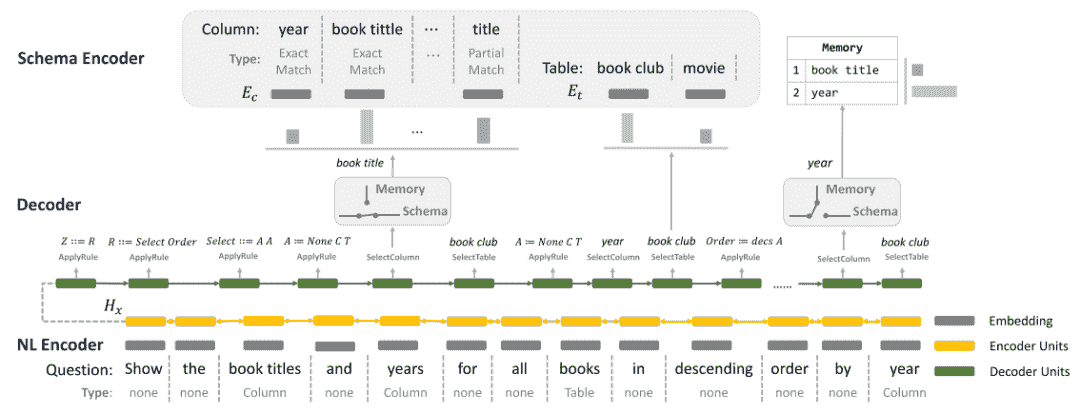 Schema Encoder
Column: year book tittle ... title
Type: Exact Match Exact Match ... Partial Match
Table: book club movie
E_c
E_t
Memory
1 book title
2 year
...
book title
year
Memory
Schema
Memory
Schema
Decoder
Z ::= R R ::= Select Order Select ::= A A A ::= None C T book club A ::= None C T year book club Order ::= decs A book club
ApplyRule ApplyRule ApplyRule ApplyRule SelectColumn SelectTable ApplyRule SelectColumn SelectTable ApplyRule SelectColumn SelectTable
......
H_x
NL Encoder
Question: Show the book titles and years for all books in descending order by year
Type: none none Column none Column none none Table none none none none Column
Embedding
Encoder Units
Decoder Units